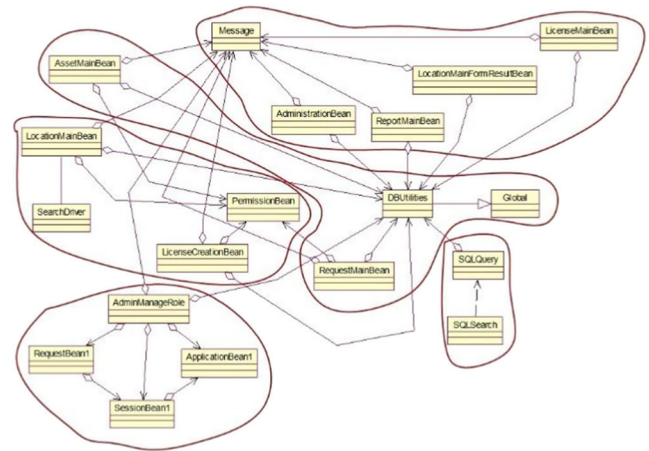 Message
LicenseMainBean
AssetMainBean
LocationMainFormResultBean
AdministrationBean
ReportMainBean
LocationMainBean
PermissionBean
DBUtilities
Global
SearchDriver
LicenseCreationBean
RequestMainBean
SQLQuery
AdminManageRole
SQLSearch
RequestBean1
ApplicationBean1
SessionBean1